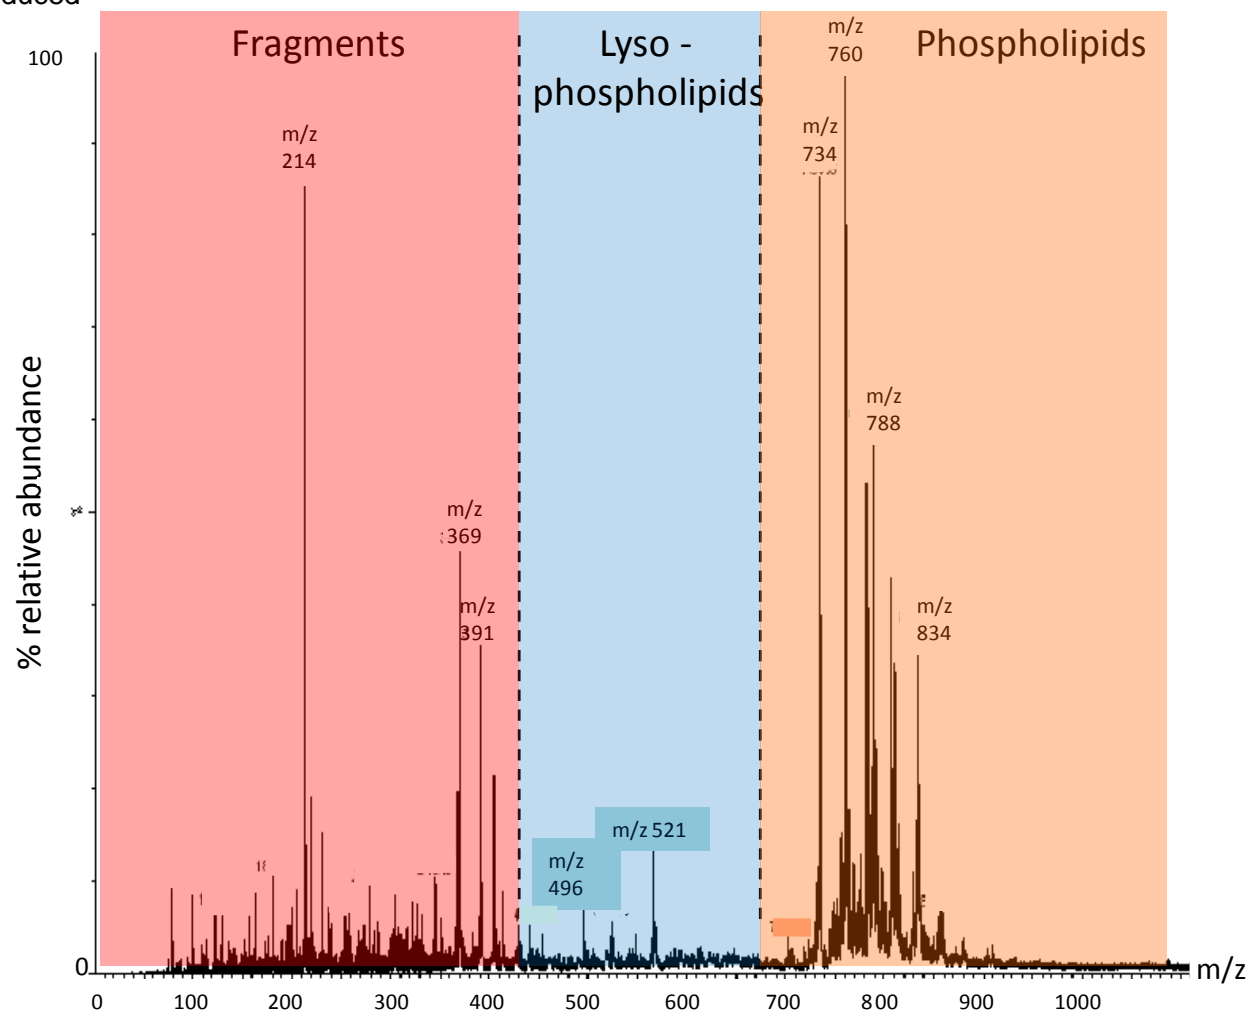 Fragments
Lyso -
phospholipids
Phospholipids
100
m/z
760
m/z
734
m/z
214
m/z
788
m/z
369
m/z
391
m/z
834
m/z 521
m/z
496
% relative abundance
%
0
m/z
0 100 200 300 400 500 600 700 800 900 1000